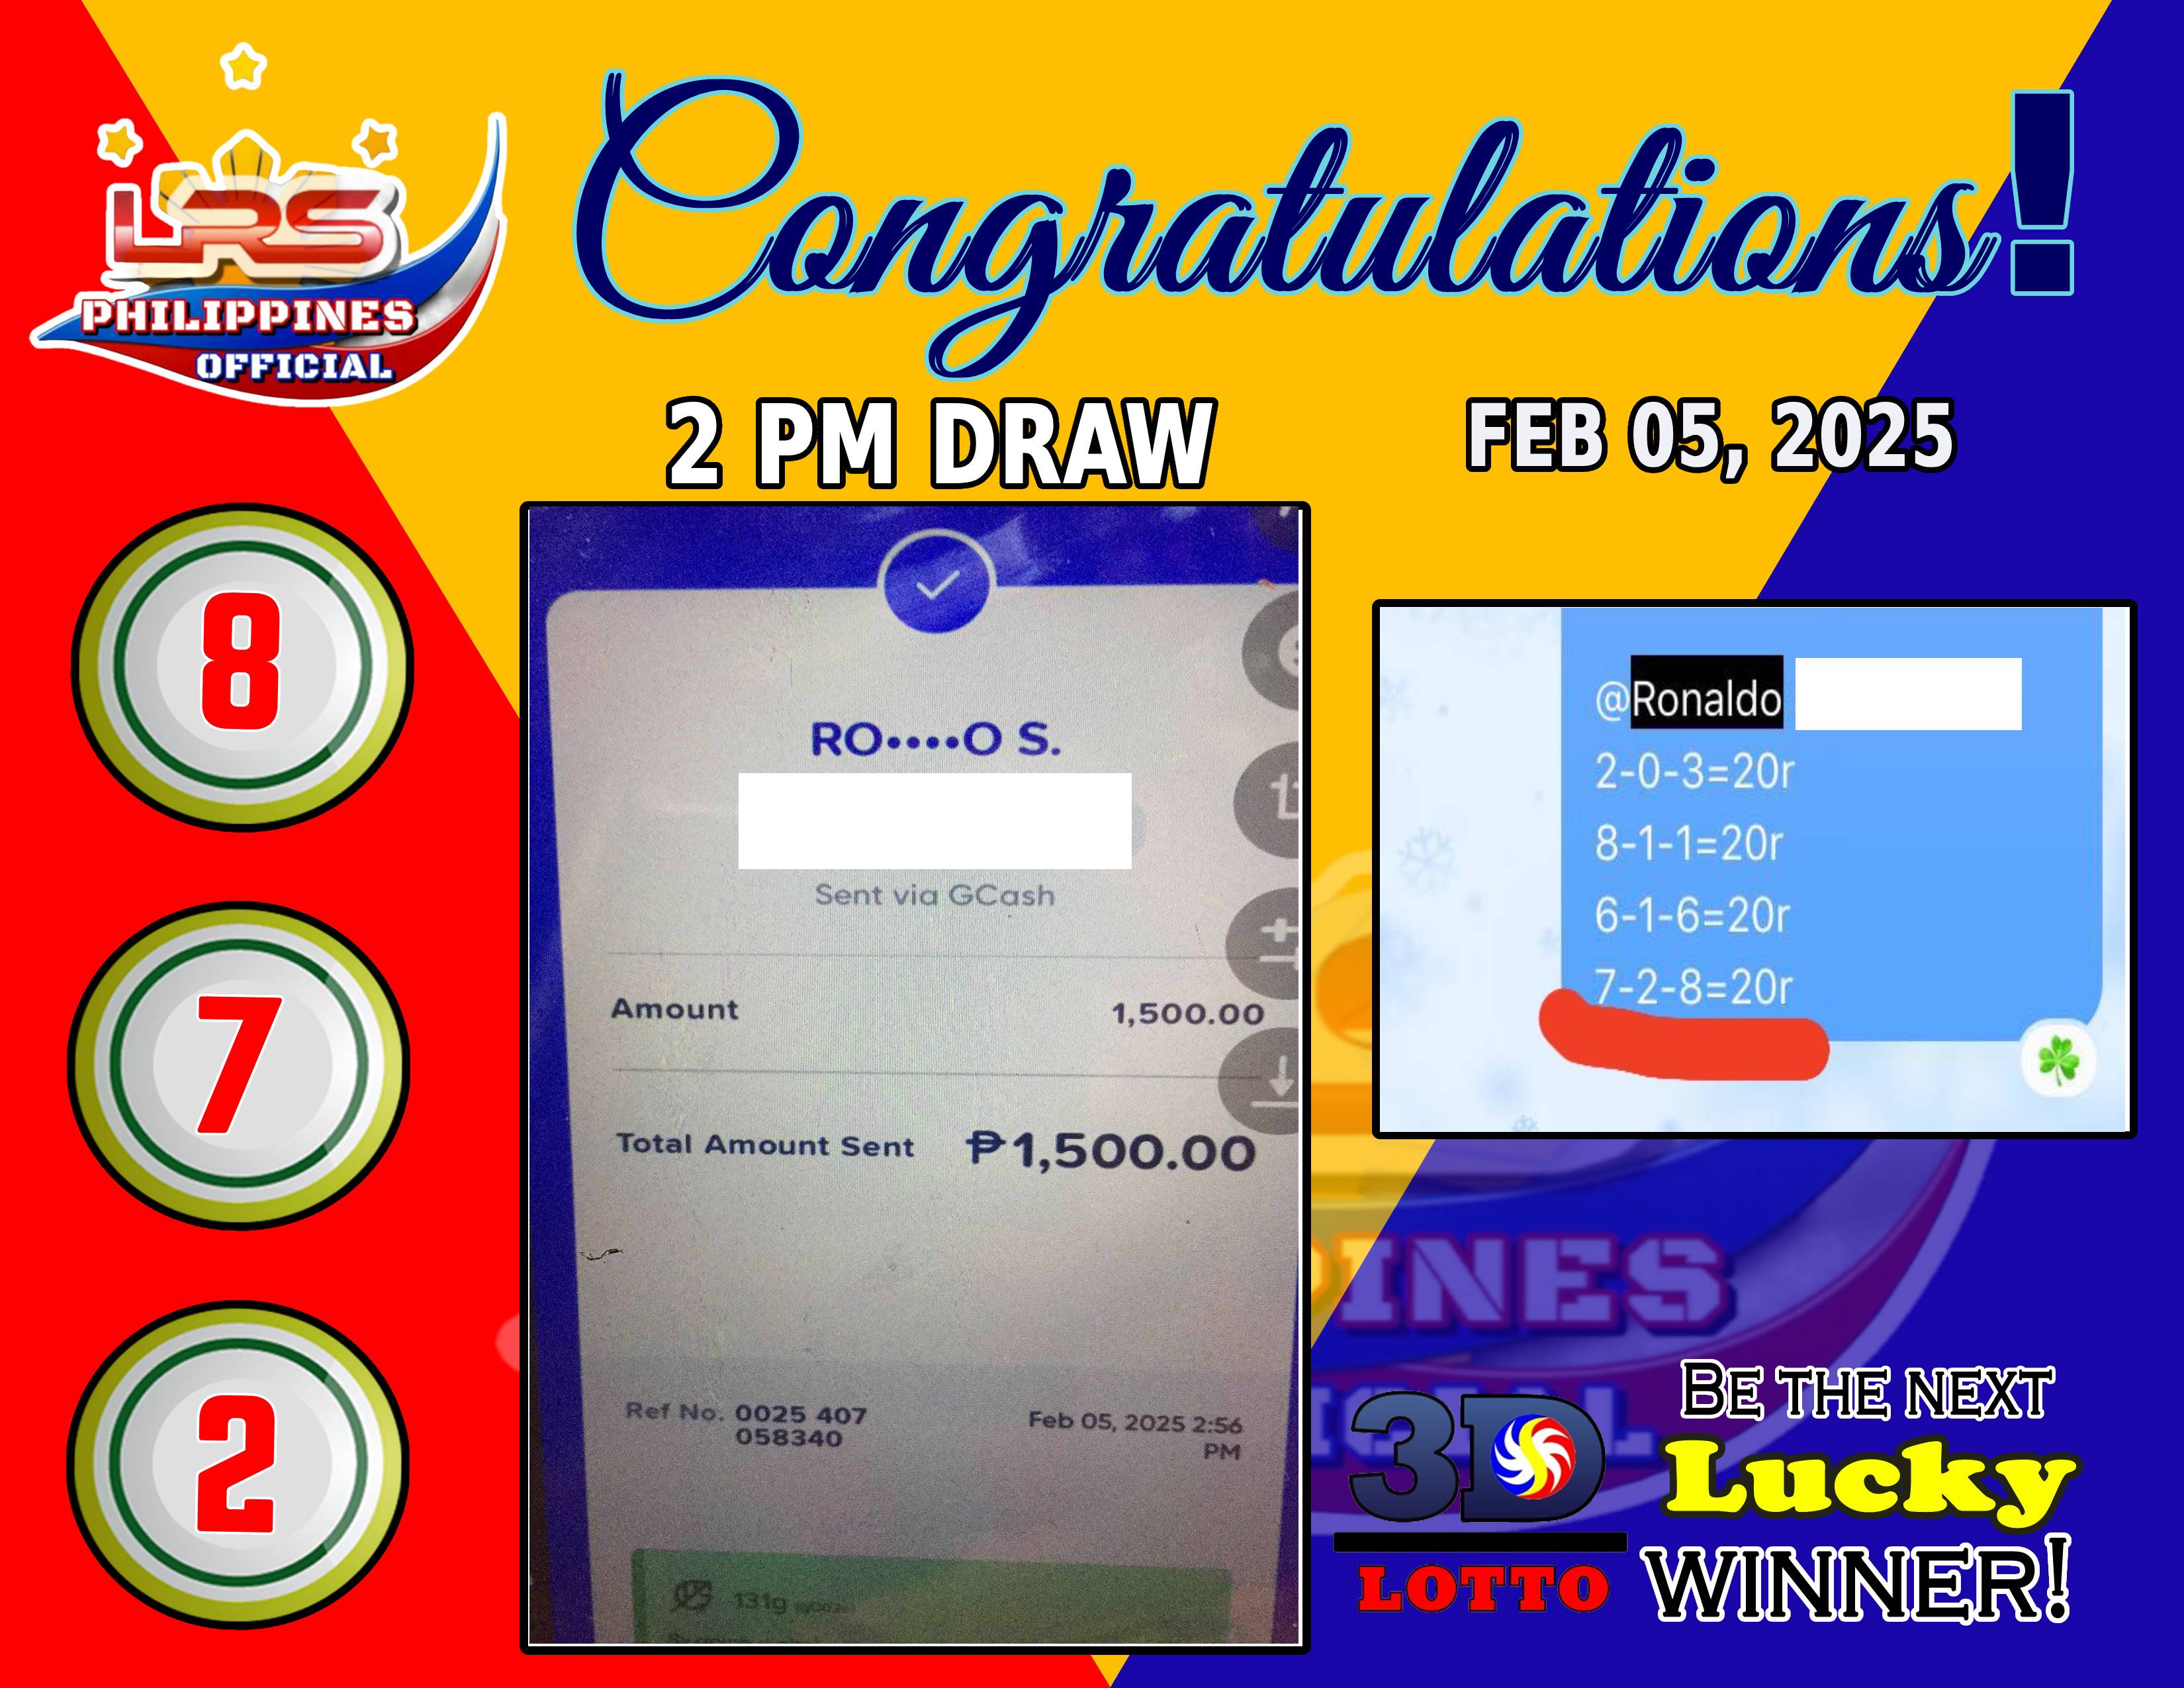 LRS
PHILIPPINES
OFFICIAL
Congratulations!
2 PM DRAW
FEB 05, 2025
8
7
2
RO••••O S.
Sent via GCash
Amount 1,500.00
Total Amount Sent ₱1,500.00
Ref No. 0025 407
058340
Feb 05, 2025 2:56
PM
131g
@Ronaldo
2-0-3=20r
8-1-1=20r
6-1-6=20r
7-2-8=20r
PINES
3D
LOTTO
BE THE NEXT
Lucky
WINNER!